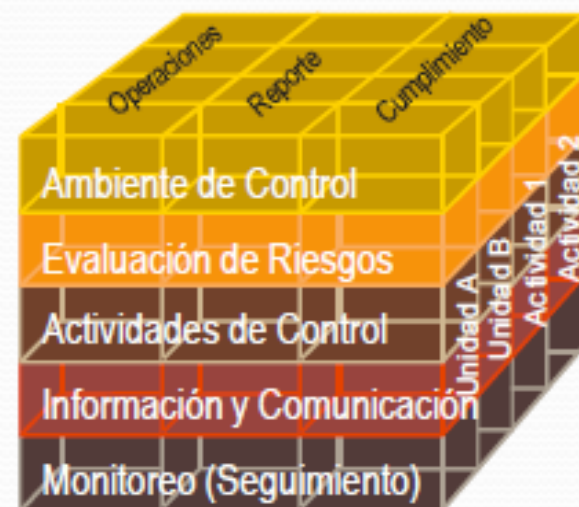 Operaciones
Reporte
Cumplimiento
Ambiente de Control
Evaluación de Riesgos
Actividades de Control
Información y Comunicación
Monitoreo (Seguimiento)
Unidad A
Unidad B
Actividad 1
Actividad 2